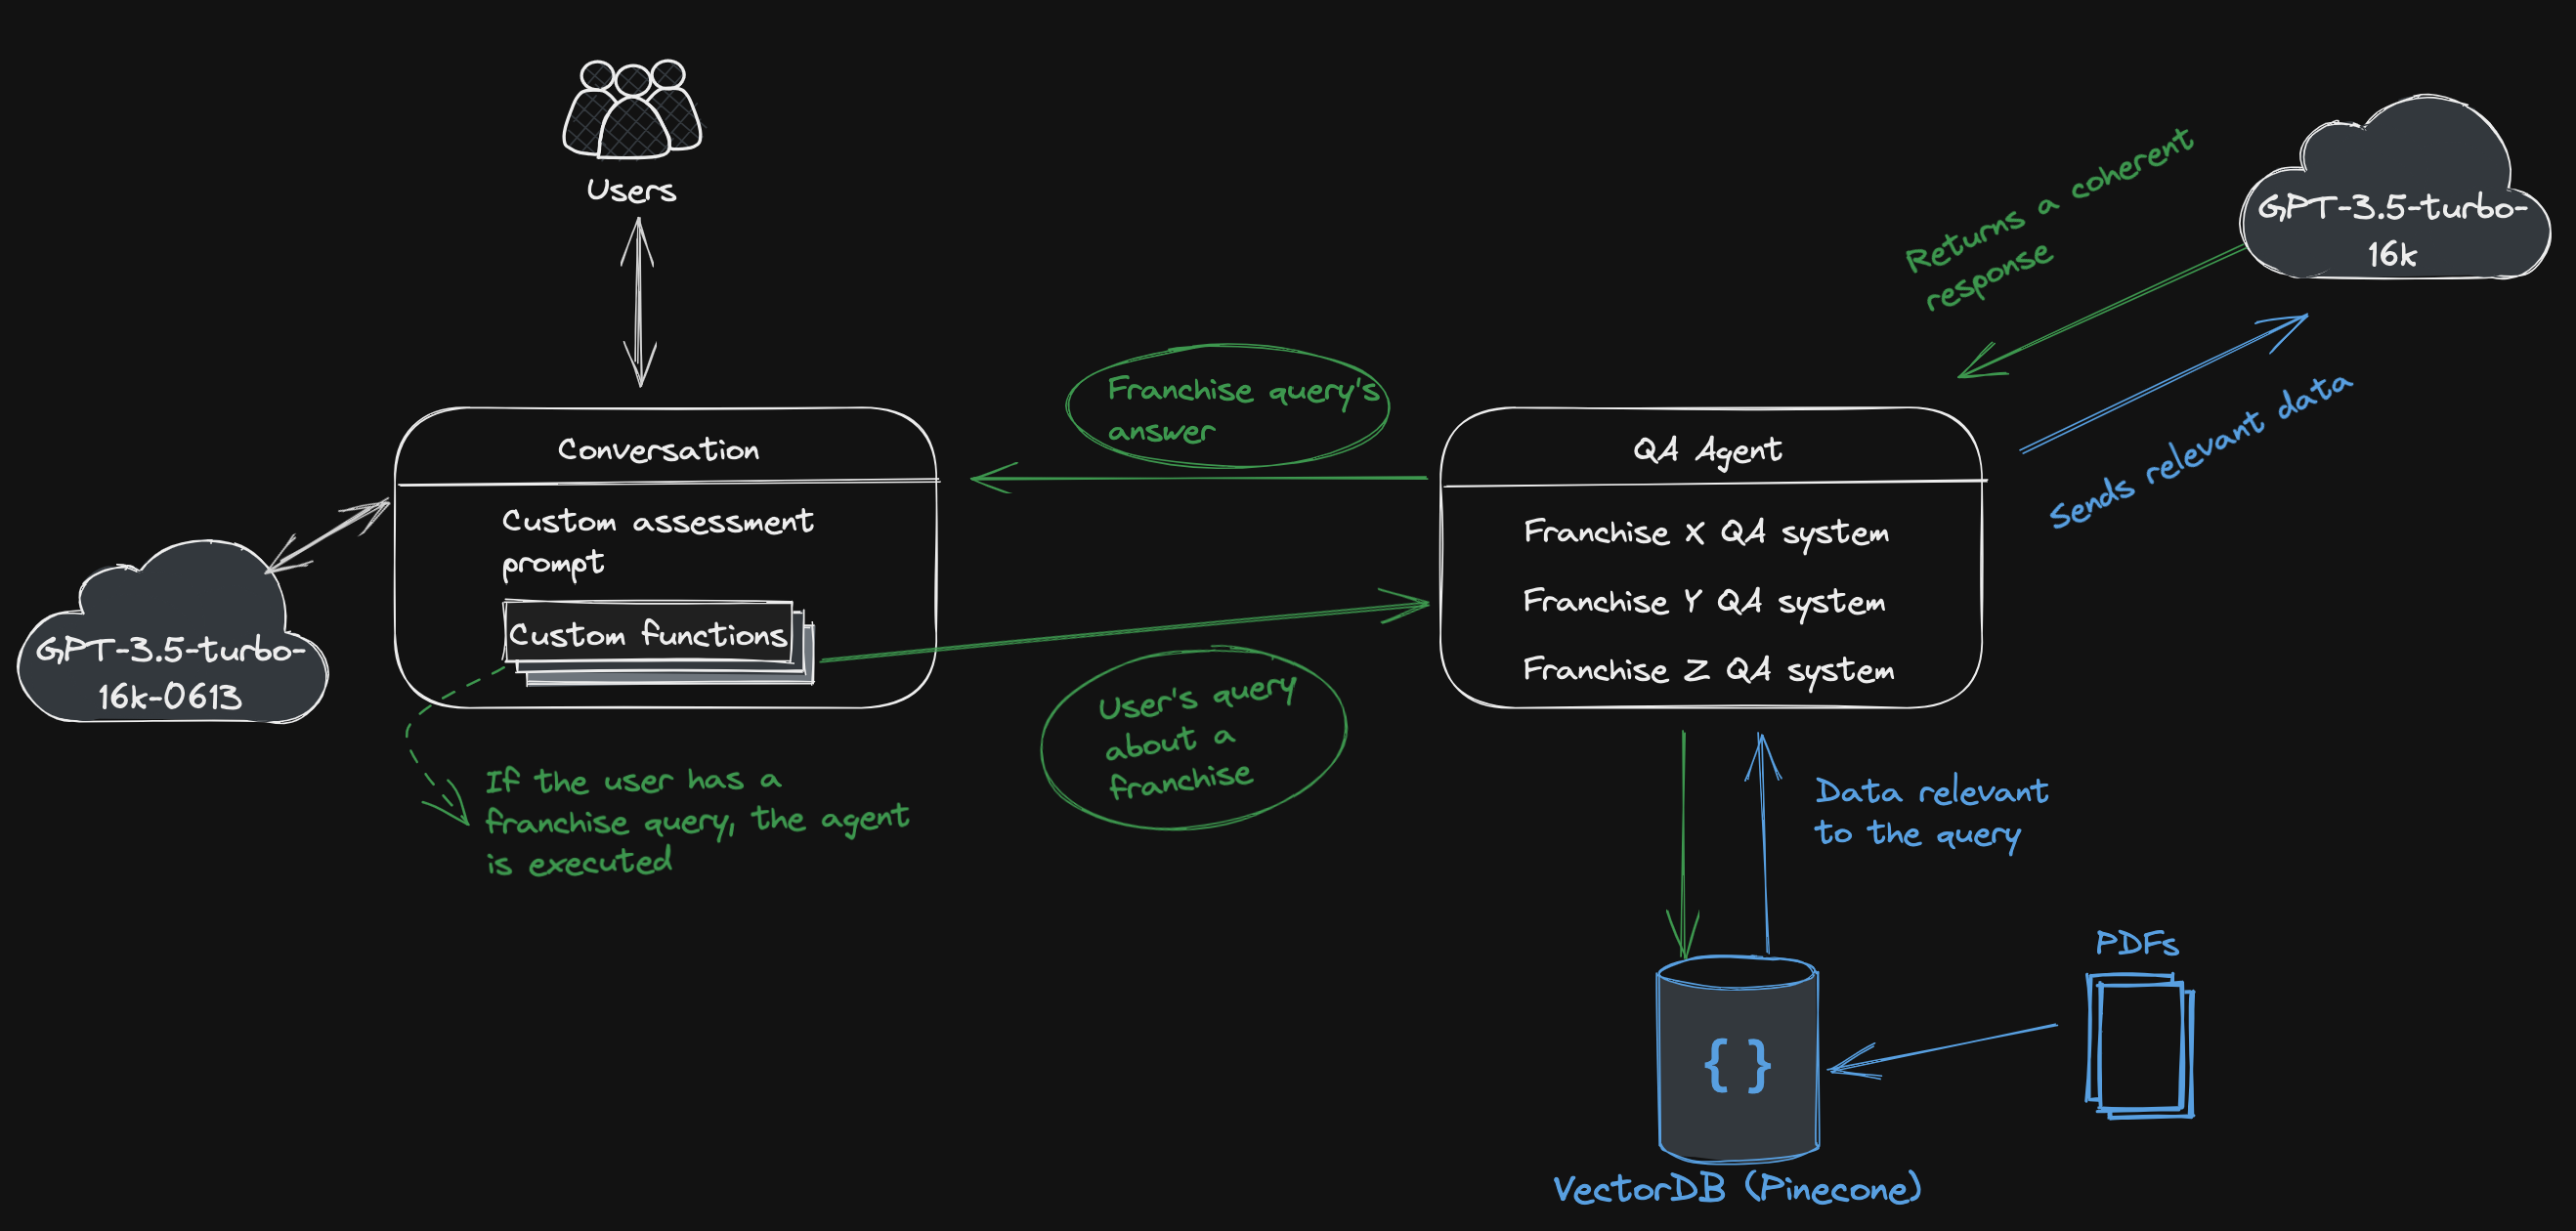 Users
Returns a coherent
response
GPT-3.5-turbo-
16k
Sends relevant data
Franchise query's
answer
Conversation
Custom assessment
prompt
Custom functions
QA Agent
Franchise X QA system
Franchise Y QA system
Franchise Z QA system
GPT-3.5-turbo-
16k-0613
User's query
about a
franchise
If the user has a
franchise query, the agent
is executed
Data relevant
to the query
PDFs
{ }
VectorDB (Pinecone)